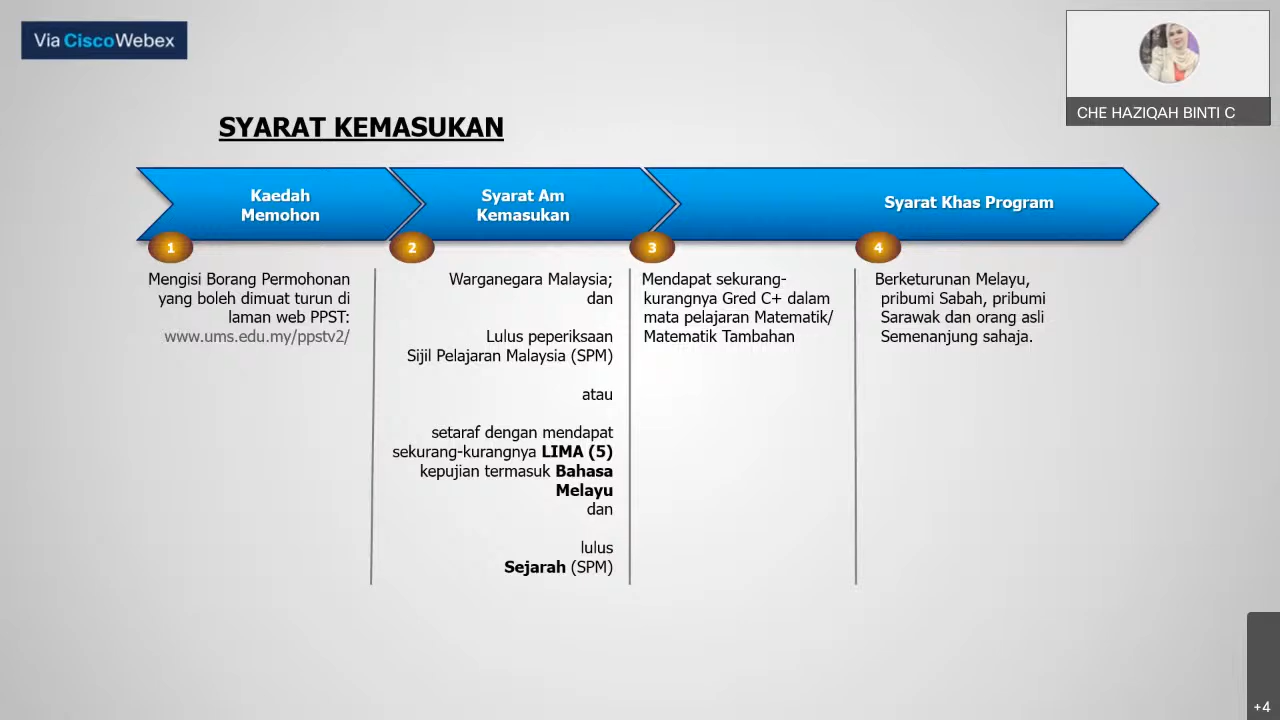 Via CiscoWebex
CHE HAZIQAH BINTI C
SYARAT KEMASUKAN
Kaedah
Memohon
Syarat Am
Kemasukan
Syarat Khas Program
1
2
3
4
Mengisi Borang Permohonan
yang boleh dimuat turun di
laman web PPST:
www.ums.edu.my/ppstv2/
Warganegara Malaysia;
dan
Lulus peperiksaan
Sijil Pelajaran Malaysia (SPM)
atau
setaraf dengan mendapat
sekurang-kurangnya LIMA (5)
kepujian termasuk Bahasa
Melayu
dan
lulus
Sejarah (SPM)
Mendapat sekurang-
kurangnya Gred C+ dalam
mata pelajaran Matematik/
Matematik Tambahan
Berketurunan Melayu,
pribumi Sabah, pribumi
Sarawak dan orang asli
Semenanjung sahaja.
+4